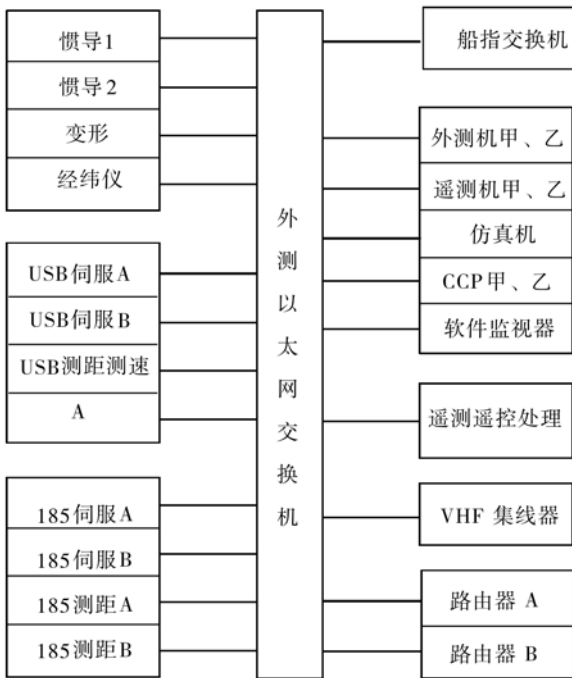 惯导1
惯导2
变形
经纬仪
USB伺服A
USB伺服B
USB测距测速
A
185伺服A
185伺服B
185测距A
185测距B
外
测
以
太
网
交
换
机
船指交换机
外测机甲、乙
遥测机甲、乙
仿真机
CCP甲、乙
软件监视器
遥测遥控处理
VHF 集线器
路由器 A
路由器 B